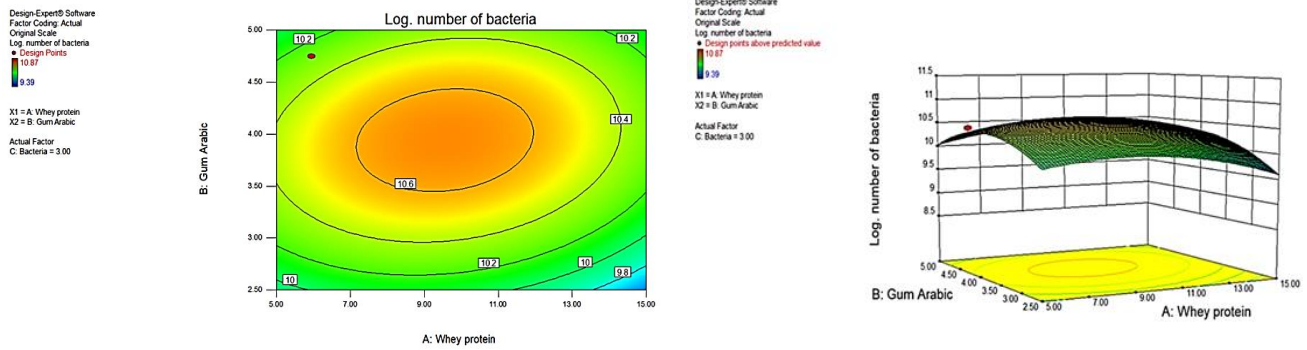 Design-Expert® Software
Factor Coding: Actual
Original Scale
Log. number of bacteria
Design Points
10.87
9.39
X1 = A: Whey protein
X2 = B: Gum Arabic
Actual Factor
C: Bacteria = 3.00
Log. number of bacteria
5.00
4.50
4.00
3.50
3.00
2.50
B: Gum Arabic
10.2
10.2
10.4
10.6
10.2
10
10
9.8
5.00 7.00 9.00 11.00 13.00 15.00
A: Whey protein
Design-Expert® Software
Factor Coding: Actual
Original Scale
Log. number of bacteria
Design points above predicted value
10.87
9.39
X1 = A: Whey protein
X2 = B: Gum Arabic
Actual Factor
C: Bacteria = 3.00
11.5
11
10.5
10
9.5
9
8.5
Log. number of bacteria
5.00
4.50
4.00
3.50
3.00
2.50
B: Gum Arabic
5.00
7.00
9.00
11.00
13.00
15.00
A: Whey protein